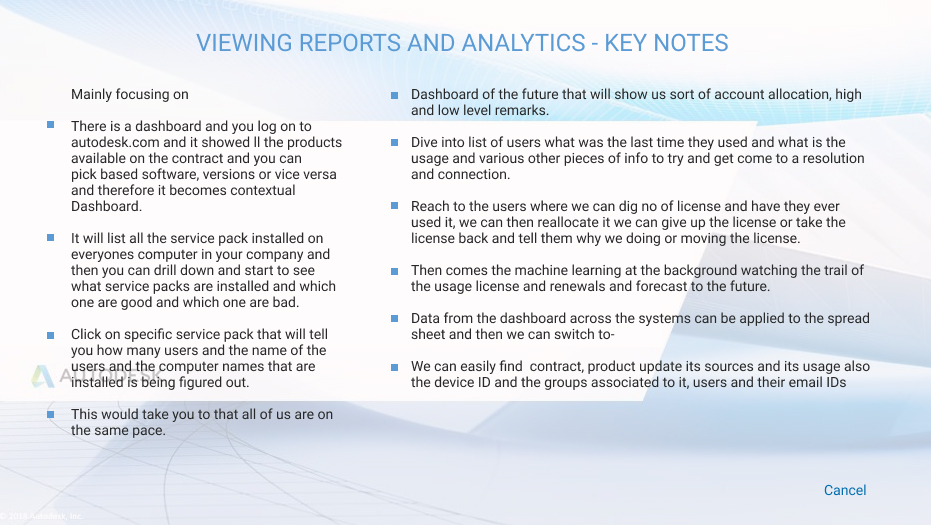 VIEWING REPORTS AND ANALYTICS - KEY NOTES
Mainly focusing on
There is a dashboard and you log on to
autodesk.com and it showed ll the products
available on the contract and you can
pick based software, versions or vice versa
and therefore it becomes contextual
Dashboard.
It will list all the service pack installed on
everyones computer in your company and
then you can drill down and start to see
what service packs are installed and which
one are good and which one are bad.
Click on specific service pack that will tell
you how many users and the name of the
users and the computer names that are
installed is being figured out.
AUTODESK
This would take you to that all of us are on
the same pace.
Dashboard of the future that will show us sort of account allocation, high
and low level remarks.
Dive into list of users what was the last time they used and what is the
usage and various other pieces of info to try and get come to a resolution
and connection.
Reach to the users where we can dig no of license and have they ever
used it, we can then reallocate it we can give up the license or take the
license back and tell them why we doing or moving the license.
Then comes the machine learning at the background watching the trail of
the usage license and renewals and forecast to the future.
Data from the dashboard across the systems can be applied to the spread
sheet and then we can switch to-
We can easily find  contract, product update its sources and its usage also
the device ID and the groups associated to it, users and their email IDs
Cancel
© 2018 Autodesk, Inc.